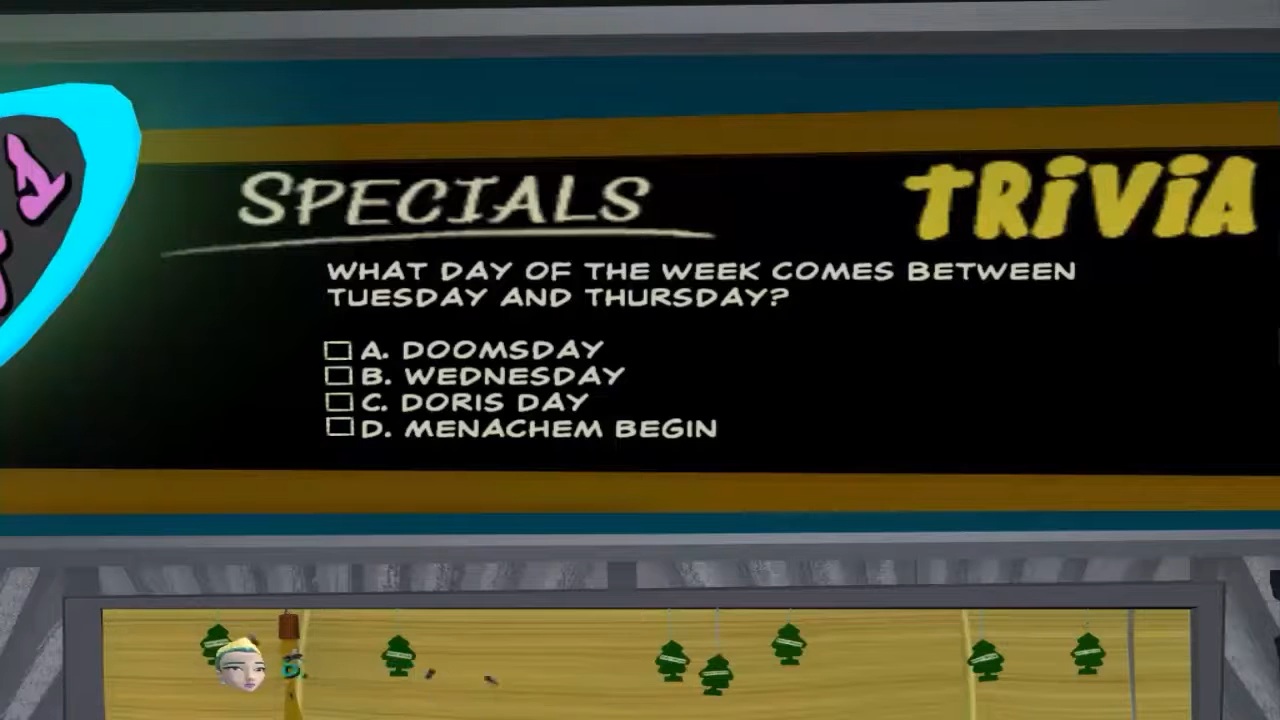 SPECIALS
TRIVIA
WHAT DAY OF THE WEEK COMES BETWEEN
TUESDAY AND THURSDAY?
A. DOOMSDAY
B. WEDNESDAY
C. DORIS DAY
D. MENACHEM BEGIN